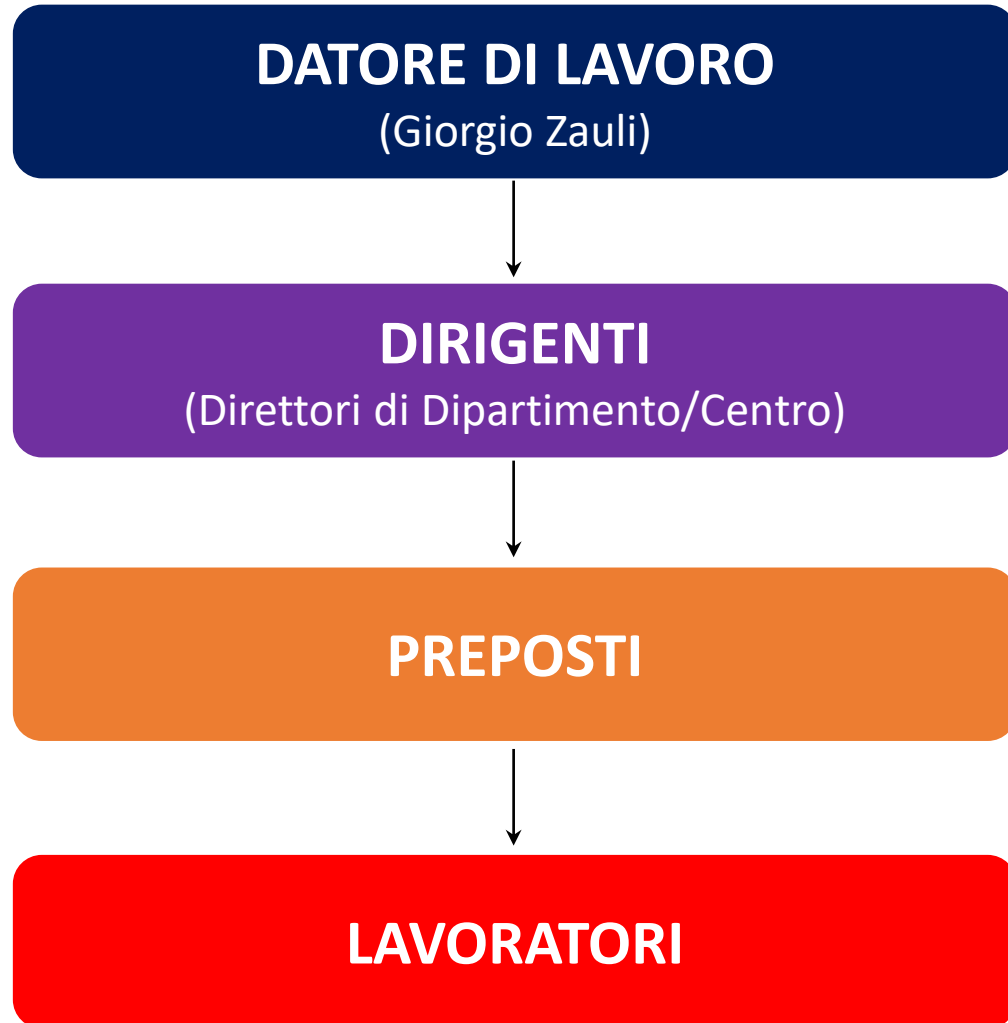 DATORE DI LAVORO
(Giorgio Zauli)
DIRIGENTI
(Direttori di Dipartimento/Centro)
PREPOSTI
LAVORATORI